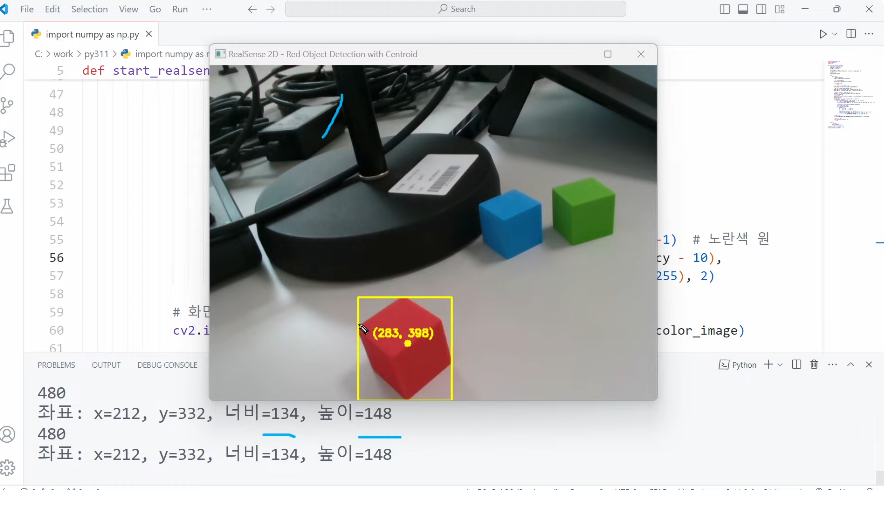 File Edit Selection View Go Run ··· Search
import numpy as np.py
C: > work > py311 > import numpy as n
RealSense 2D - Red Object Detection with Centroid
5 def start_realsen
47
48
49
50
51
52
53
54
55 -1) # 노란색 원
56 cy - 10),
57 255), 2)
58
59 # 화면
60 cv2.i color_image)
61
(283, 398)
PROBLEMS OUTPUT DEBUG CONSOLE Python
480
좌표: x=212, y=332, 너비=134, 높이=148
480
좌표: x=212, y=332, 너비=134, 높이=148